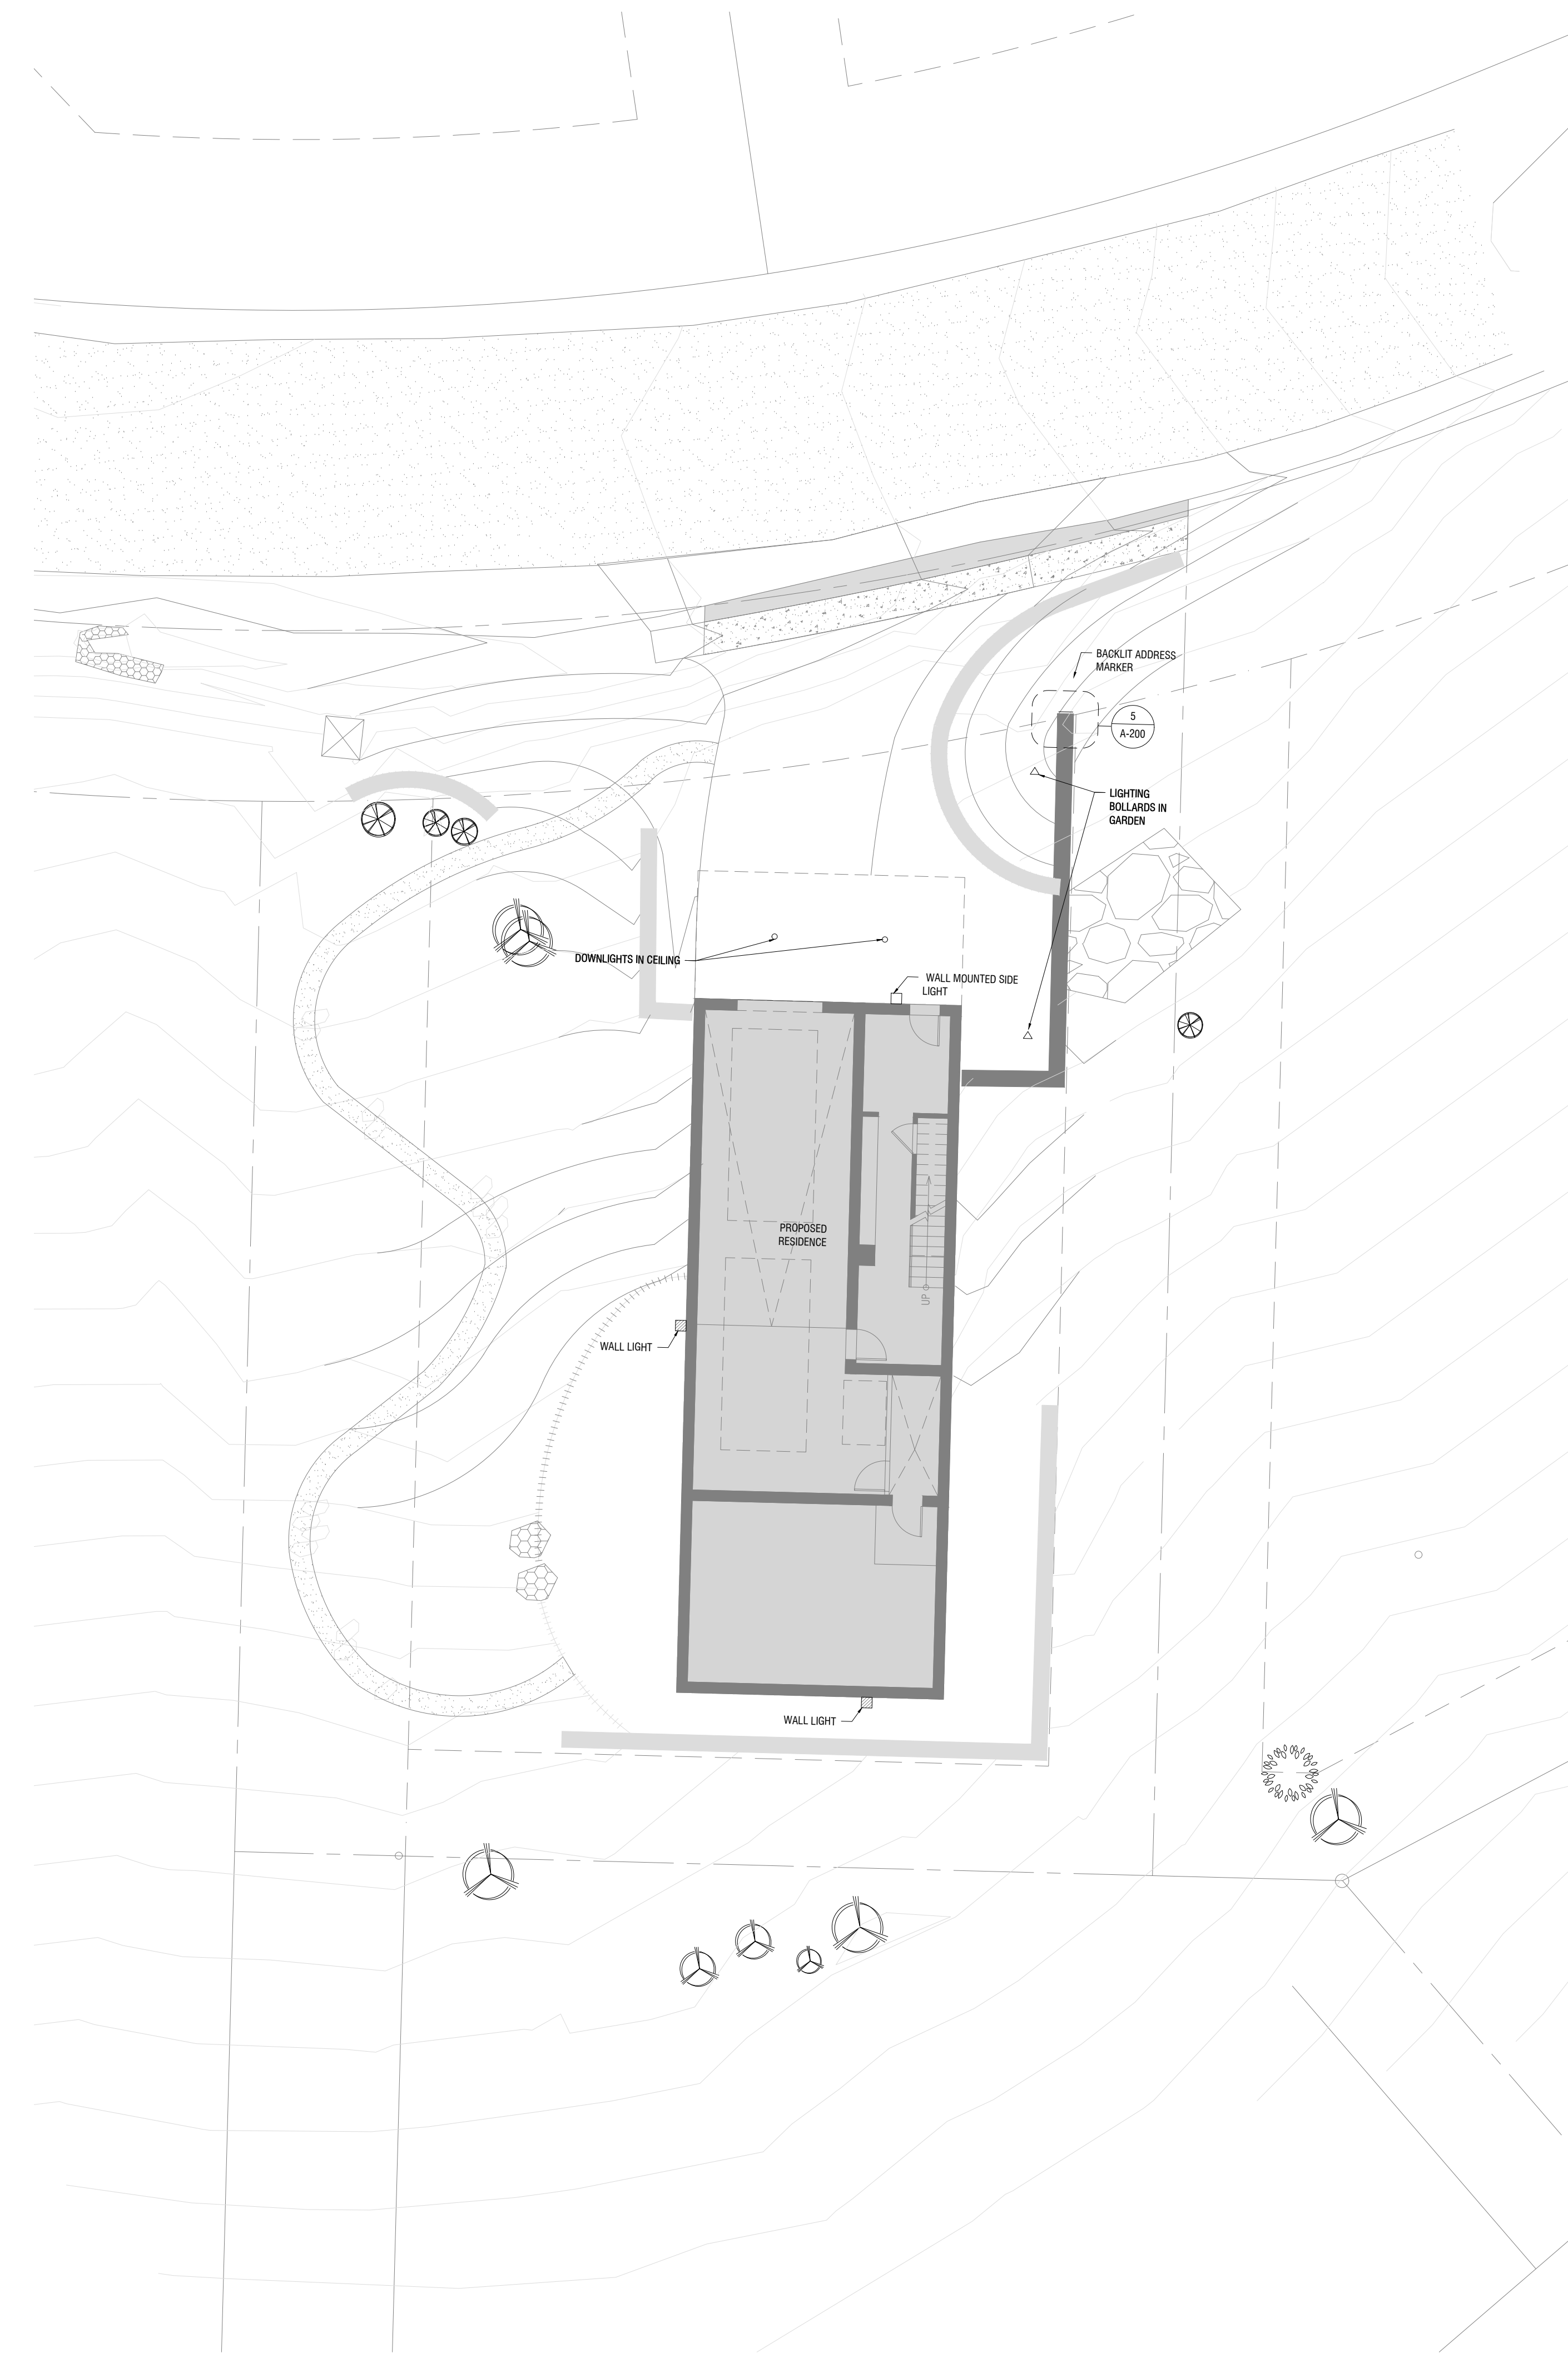 BACKLIT ADDRESS
MARKER
5
A-200
LIGHTING
BOLLARDS IN
GARDEN
DOWNLIGHTS IN CEILING
WALL MOUNTED SIDE
LIGHT
PROPOSED
RESIDENCE
UP
WALL LIGHT
WALL LIGHT